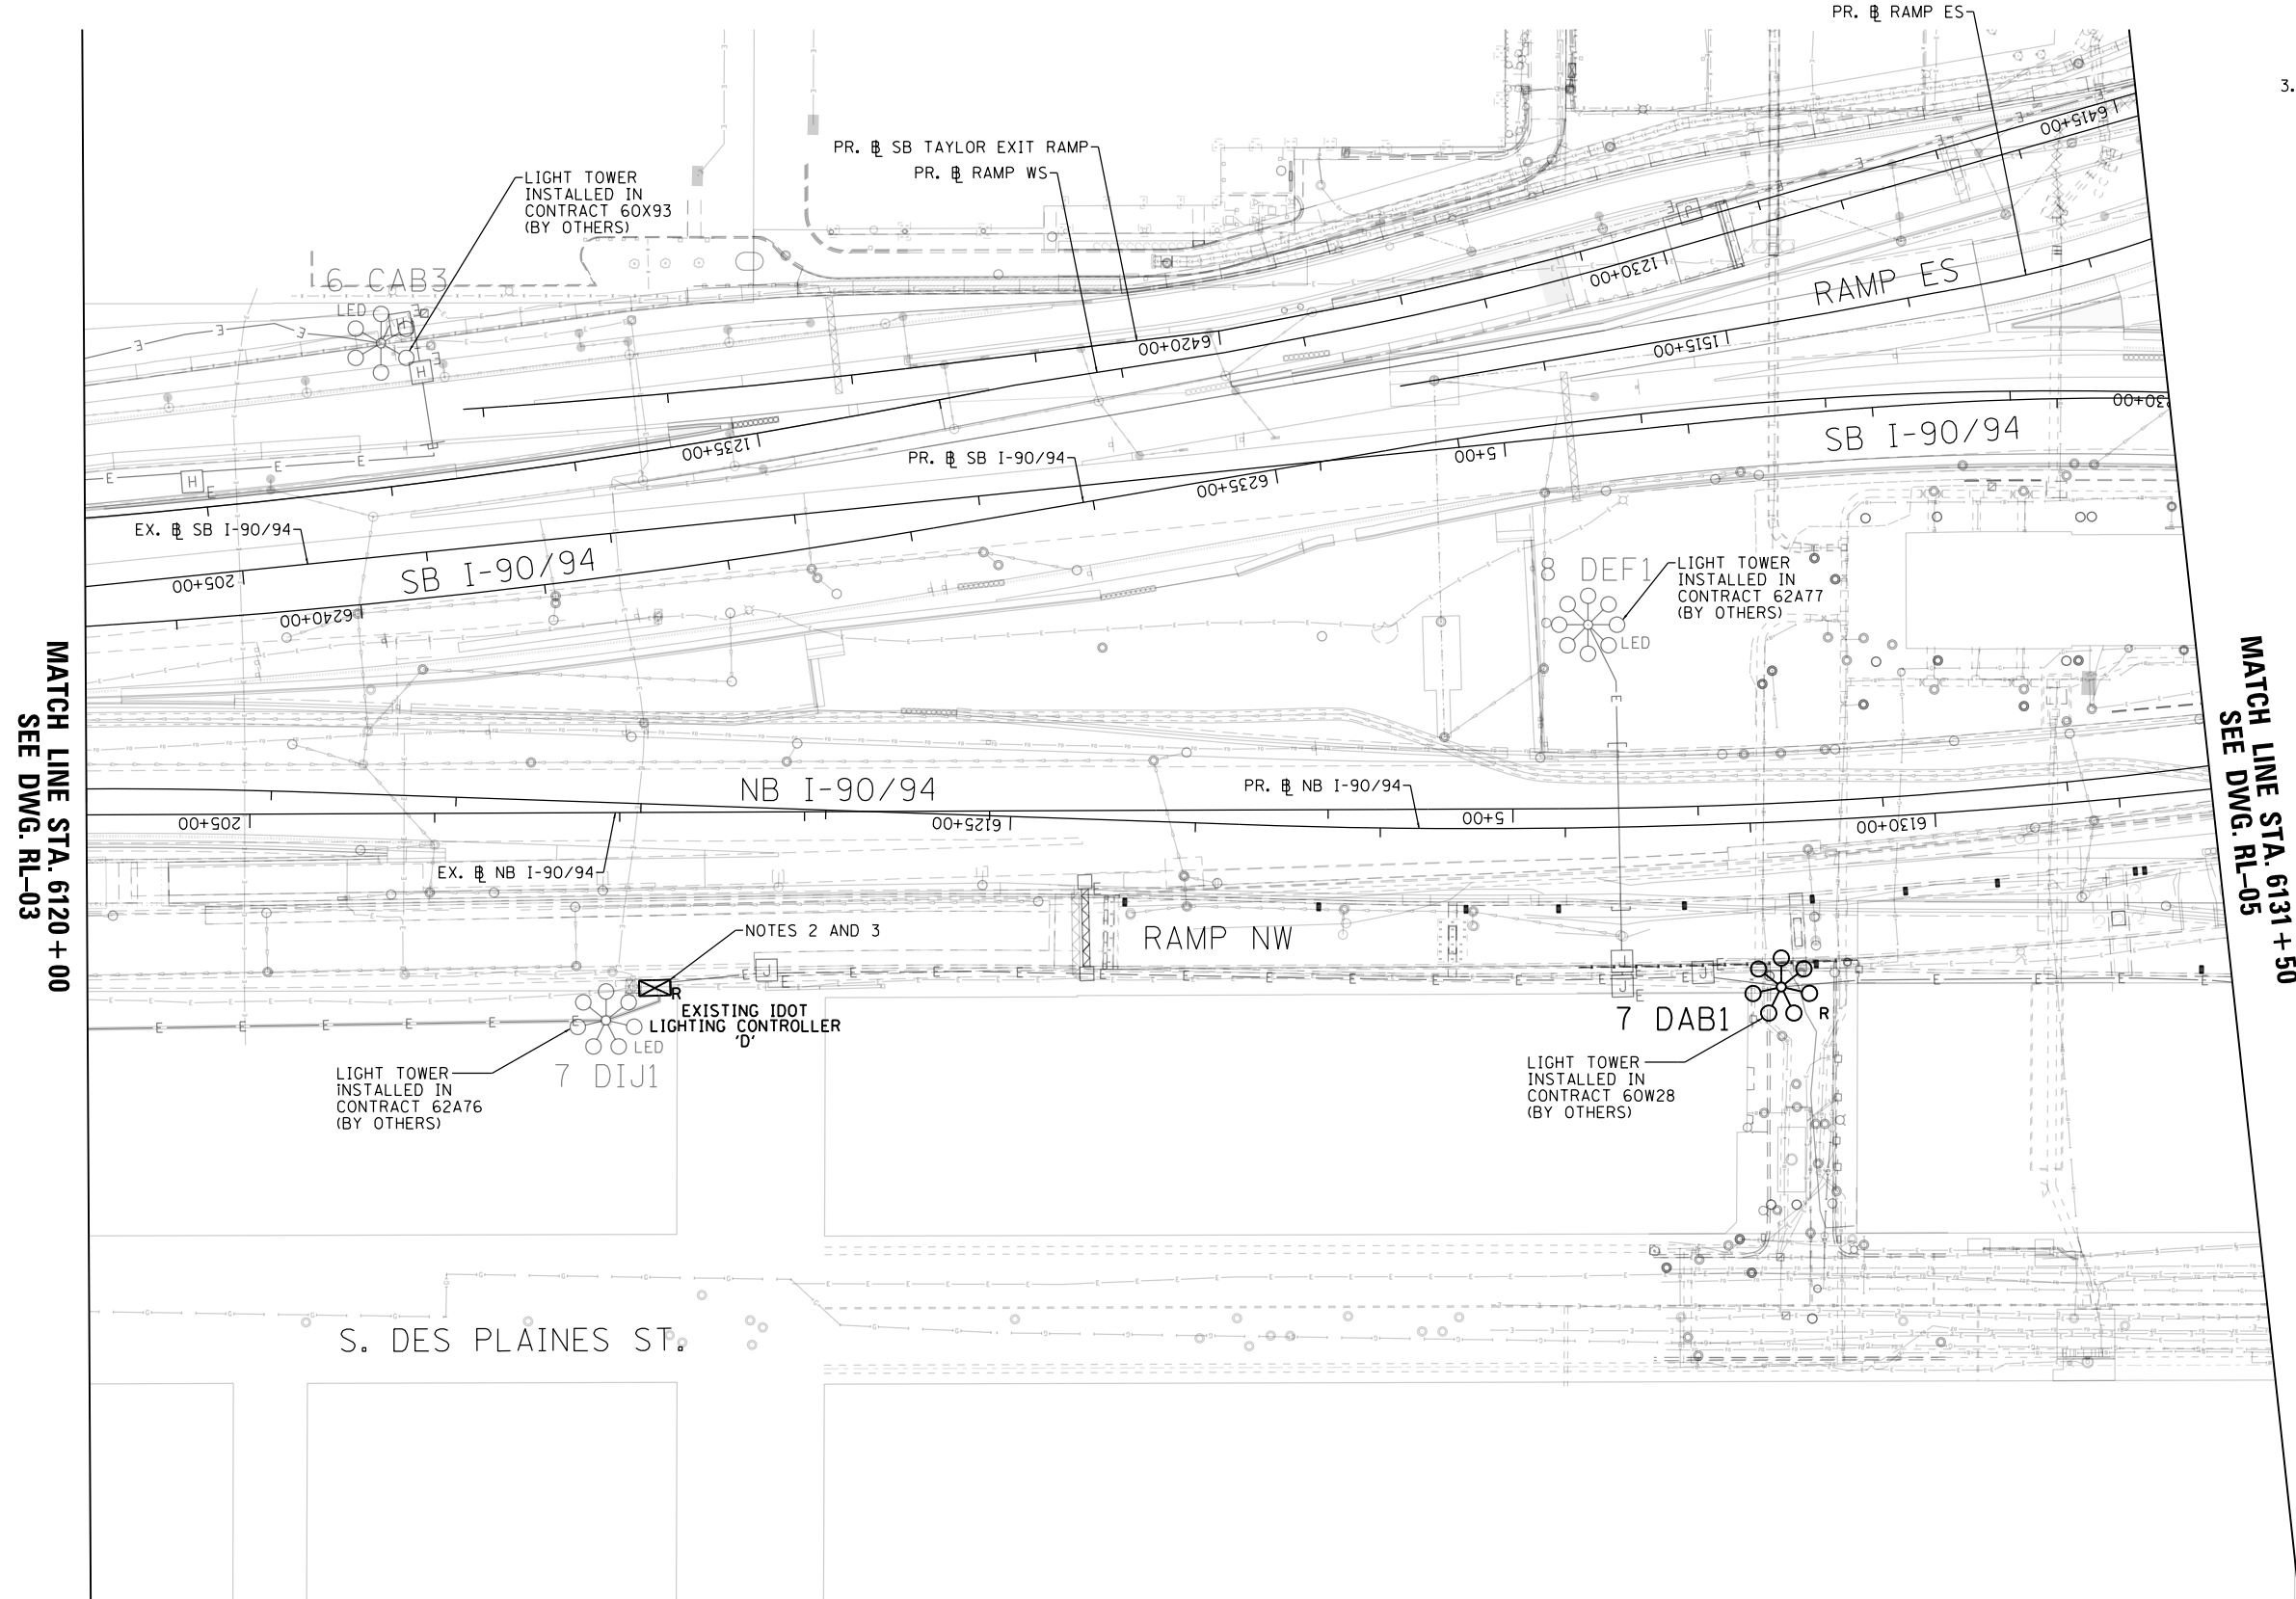 PR. ℄ RAMP ES
3.
6415+00
PR. ℄ SB TAYLOR EXIT RAMP
PR. ℄ RAMP WS
LIGHT TOWER
INSTALLED IN
CONTRACT 60X93
(BY OTHERS)
6 CAB3
LED
H
H
H
1230+00
RAMP ES
6420+00
1515+00
30+00
SB I-90/94
1235+00
PR. ℄ SB I-90/94
5+00
6235+00
EX. ℄ SB I-90/94
205+00
SB I-90/94
6240+00
8 DEF1
LED
LIGHT TOWER
INSTALLED IN
CONTRACT 62A77
(BY OTHERS)
MATCH LINE STA. 6120+00
SEE DWG. RL-03
MATCH LINE STA. 6131+50
SEE DWG. RL-05
NB I-90/94
PR. ℄ NB I-90/94
205+00
6125+00
5+00
6130+00
EX. ℄ NB I-90/94
NOTES 2 AND 3
RAMP NW
J
J
J
R
EXISTING IDOT
LIGHTING CONTROLLER
'D'
LED
7 DIJ1
LIGHT TOWER
INSTALLED IN
CONTRACT 62A76
(BY OTHERS)
7 DAB1
R
LIGHT TOWER
INSTALLED IN
CONTRACT 60W28
(BY OTHERS)
S. DES PLAINES ST.